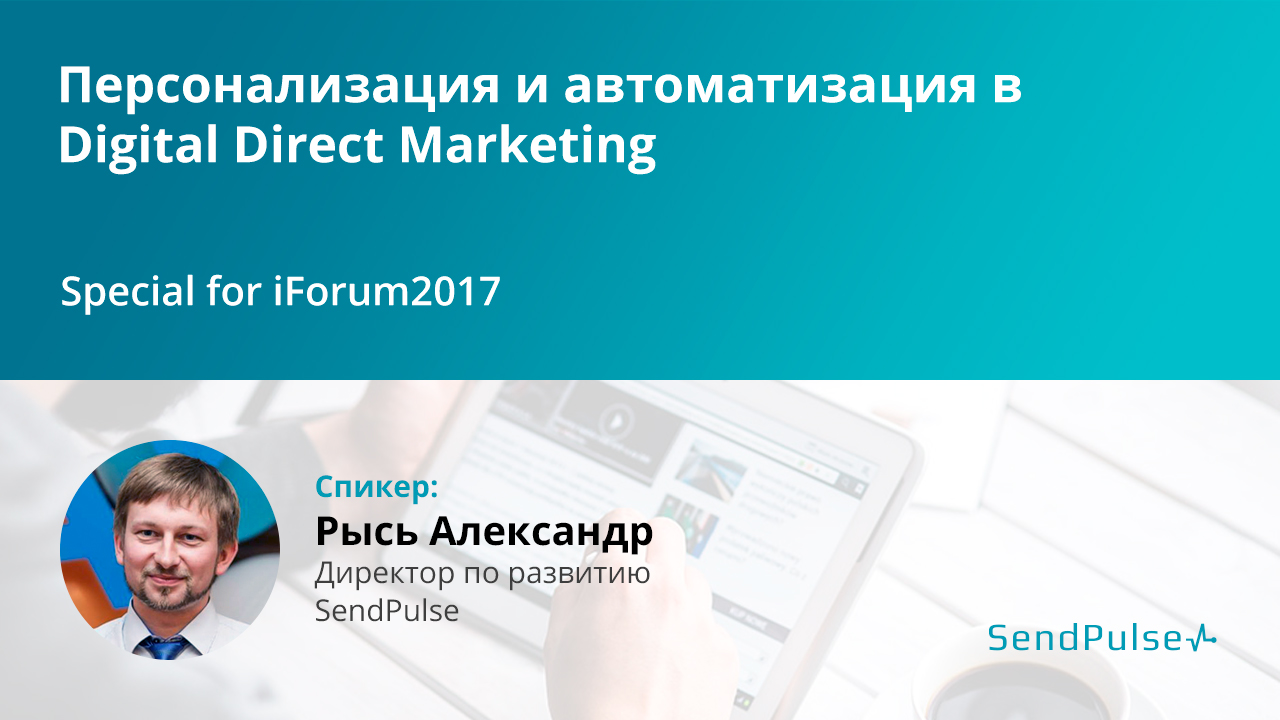 Персонализация и автоматизация в
Digital Direct Marketing
Special for iForum2017
Спикер:
Рысь Александр
Директор по развитию
SendPulse
SendPulse